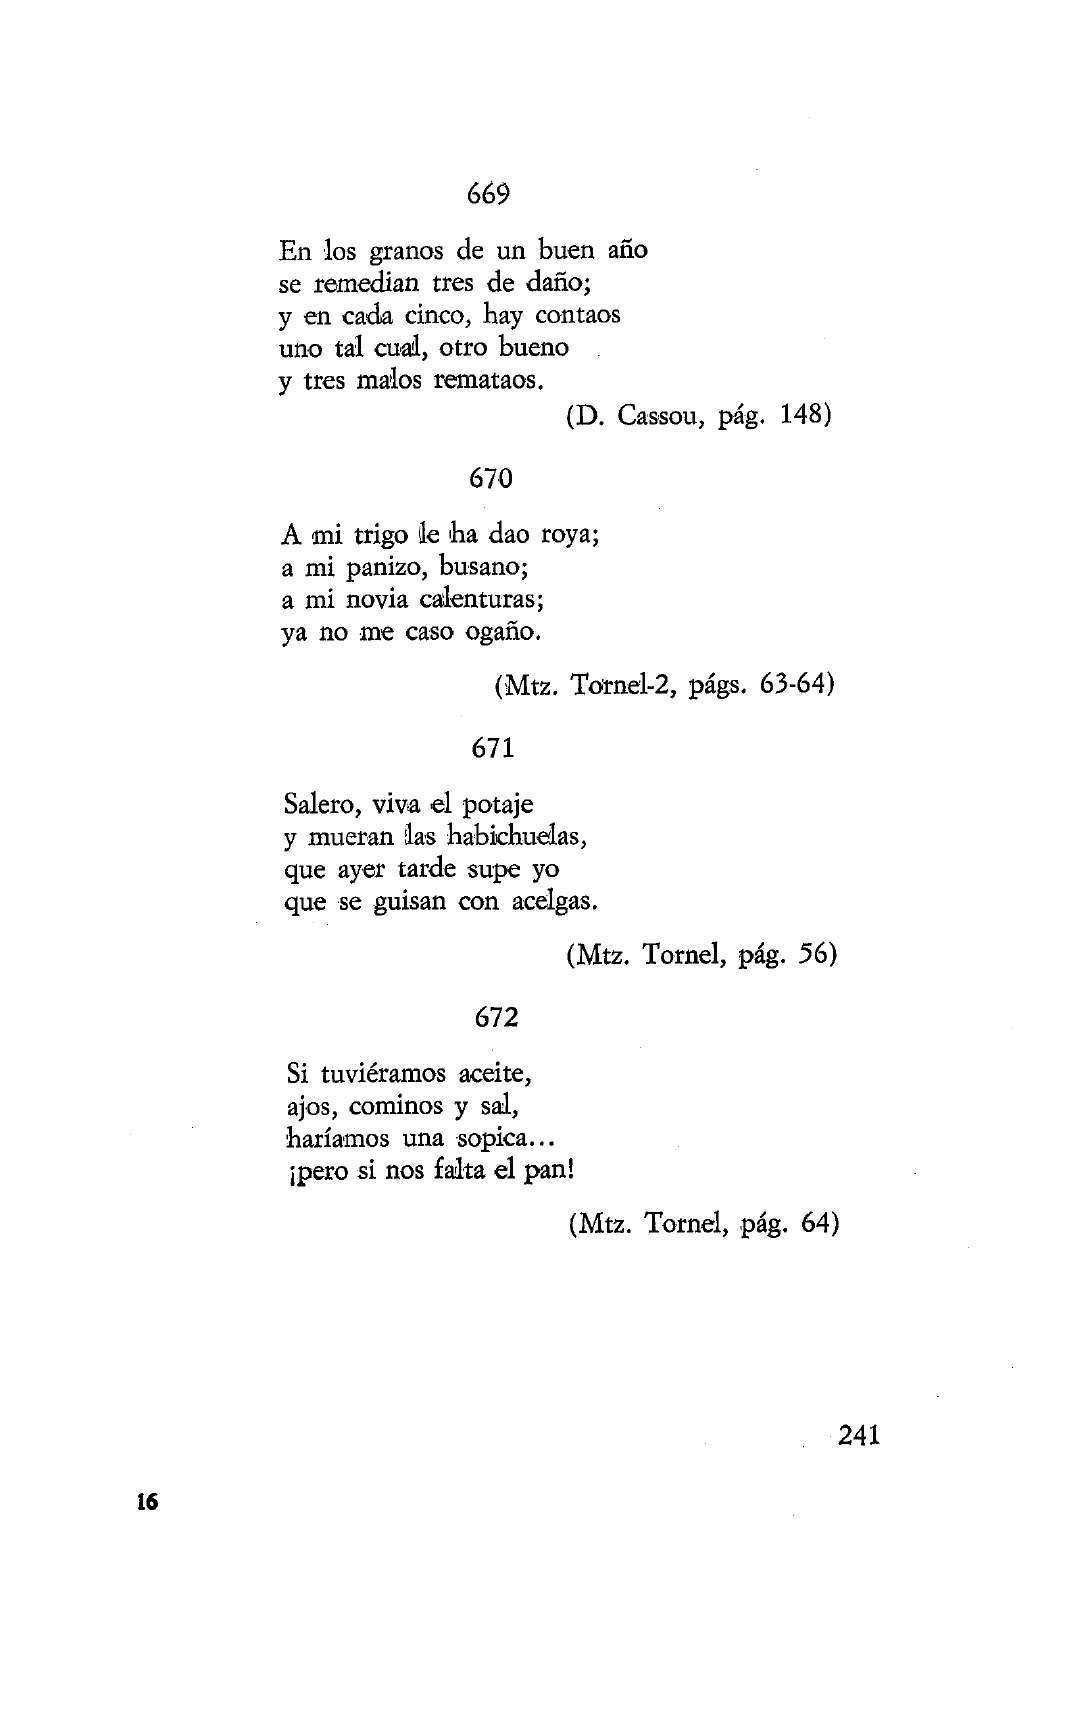 669
En los granos de un buen año
se remedian tres de daño;
y en cada cinco, hay contaos
uno tal cual, otro bueno
y tres malos remataos.
(D. Cassou, pág. 148)
670
A mi trigo le ha dao roya;
a mi panizo, busano;
a mi novia calenturas;
ya no me caso ogaño.
(Mtz. Tornel-2, págs. 63-64)
671
Salero, viva el potaje
y mueran las habichuelas,
que ayer tarde supe yo
que se guisan con acelgas.
(Mtz. Tornel, pág. 56)
672
Si tuviéramos aceite,
ajos, cominos y sal,
haríamos una sopica...
¡pero si nos falta el pan!
(Mtz. Tornel, pág. 64)
241
16